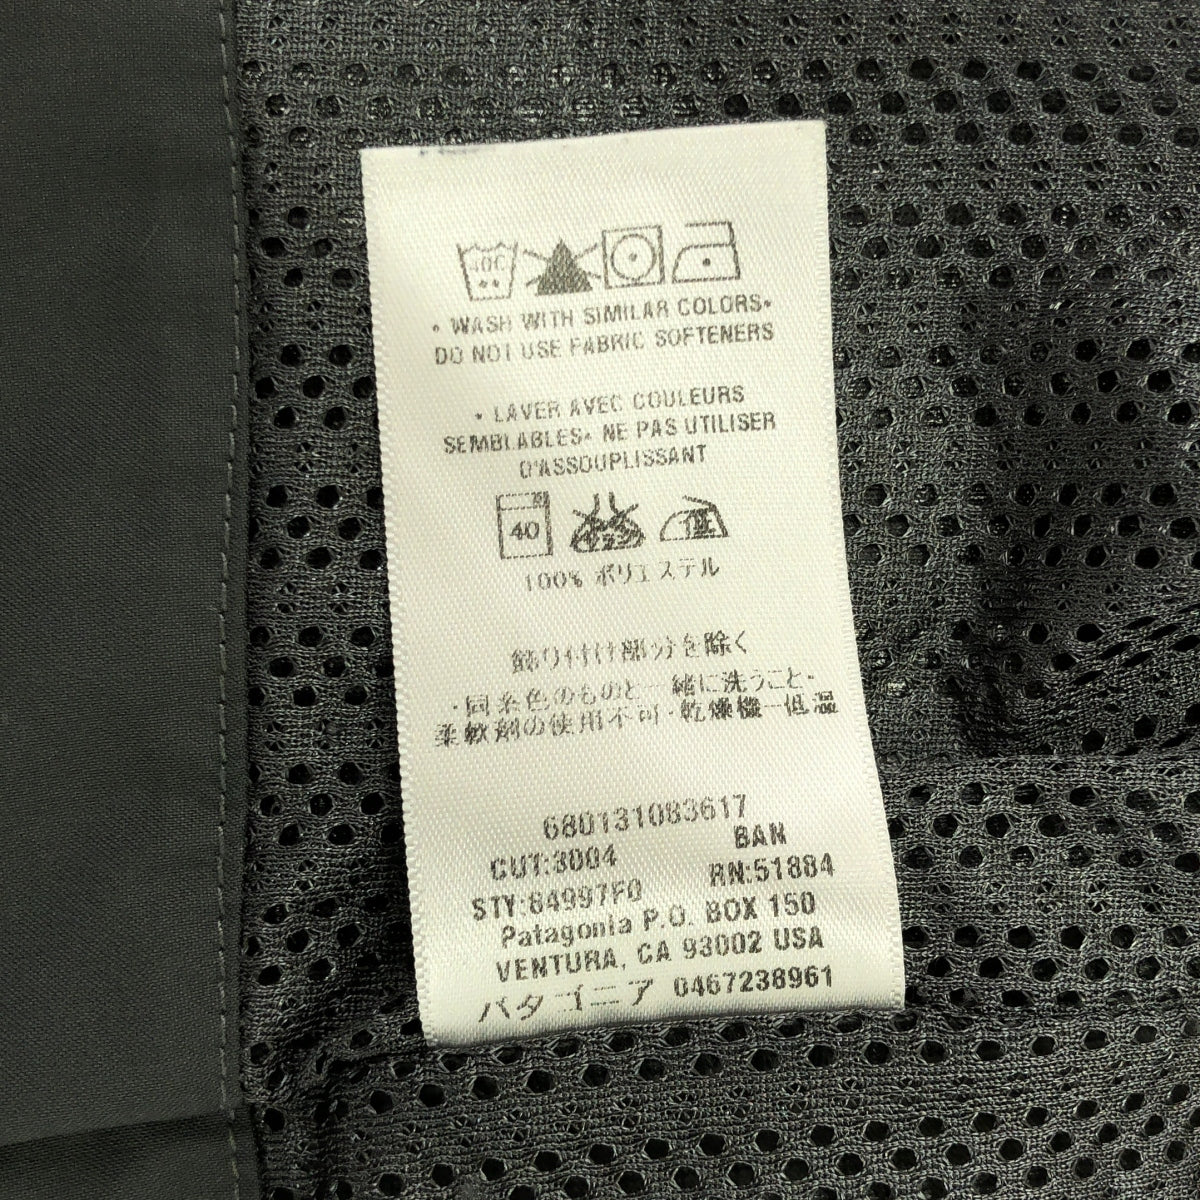 40C
• WASH WITH SIMILAR COLORS•
DO NOT USE FABRIC SOFTENERS
• LAVER AVEC COULEURS
SEMBLABLES• NE PAS UTILISER
D'ASSOUPLISSANT
40
100% ポリエステル
飾り付け部分を除く
・同系色のものと一緒に洗うこと・
柔軟剤の使用不可・乾燥機一低温
680131083617
BAN
CUT:3004
RN:51884
STY:84997F0
Patagonia P.O. BOX 150
VENTURA, CA 93002 USA
パタゴニア 0467238961